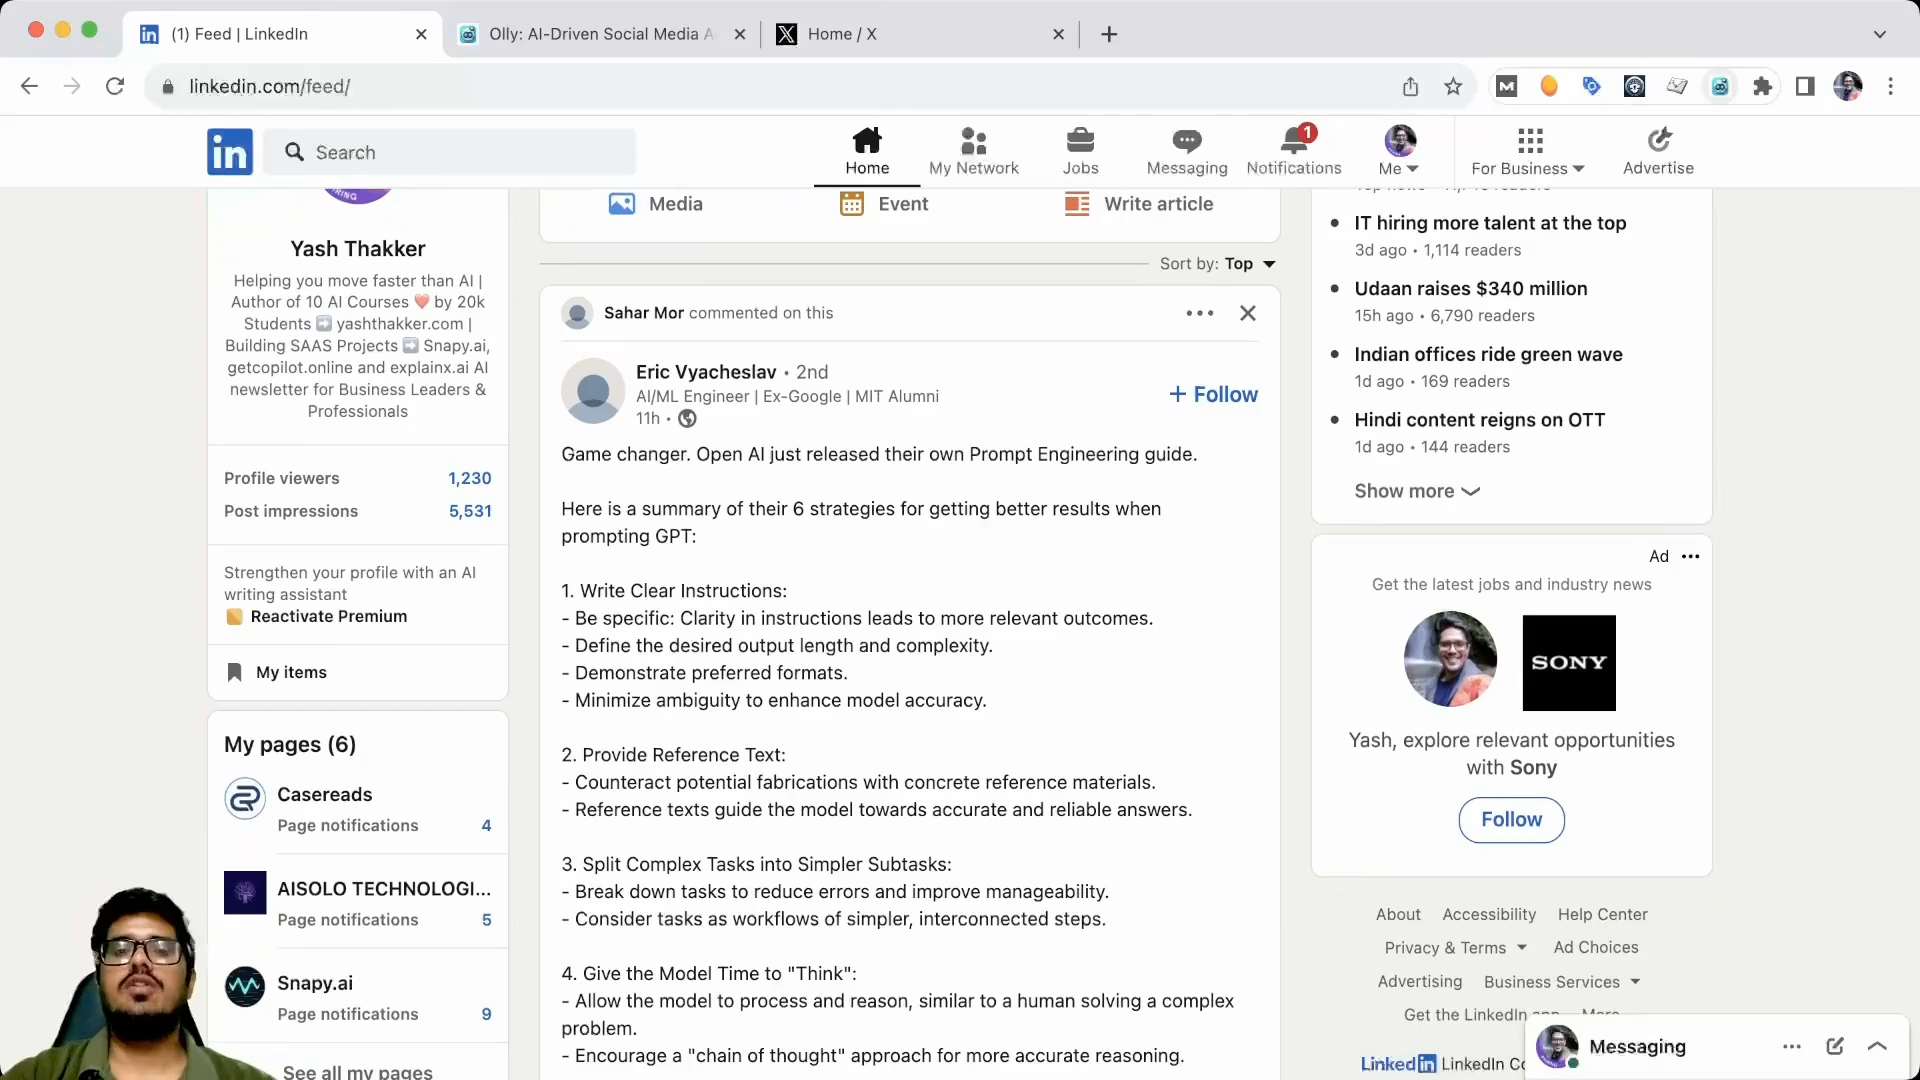 (1) Feed | LinkedIn
Olly: AI-Driven Social Media A
Home / X
linkedin.com/feed/
in
Search
Home
My Network
Jobs
Messaging
1
Notifications
Me
For Business
Advertise
RING
Yash Thakker
Helping you move faster than AI |
Author of 10 AI Courses ❤️ by 20k
Students ➡️ yashthakker.com |
Building SAAS Projects ➡️ Snapy.ai,
getcopilot.online and explainx.ai AI
newsletter for Business Leaders &
Professionals
Profile viewers 1,230
Post impressions 5,531
Strengthen your profile with an AI
writing assistant
Reactivate Premium
My items
My pages (6)
Casereads
Page notifications 4
AISOLO TECHNOLOGI...
Page notifications 5
Snapy.ai
Page notifications 9
See all my pages
Media
Event
Write article
Sort by: Top
Sahar Mor commented on this
Eric Vyacheslav • 2nd
AI/ML Engineer | Ex-Google | MIT Alumni
11h •
+ Follow
Game changer. Open AI just released their own Prompt Engineering guide.
Here is a summary of their 6 strategies for getting better results when
prompting GPT:
1. Write Clear Instructions:
- Be specific: Clarity in instructions leads to more relevant outcomes.
- Define the desired output length and complexity.
- Demonstrate preferred formats.
- Minimize ambiguity to enhance model accuracy.
2. Provide Reference Text:
- Counteract potential fabrications with concrete reference materials.
- Reference texts guide the model towards accurate and reliable answers.
3. Split Complex Tasks into Simpler Subtasks:
- Break down tasks to reduce errors and improve manageability.
- Consider tasks as workflows of simpler, interconnected steps.
4. Give the Model Time to "Think":
- Allow the model to process and reason, similar to a human solving a complex
problem.
- Encourage a "chain of thought" approach for more accurate reasoning.
• IT hiring more talent at the top
3d ago • 1,114 readers
• Udaan raises $340 million
15h ago • 6,790 readers
• Indian offices ride green wave
1d ago • 169 readers
• Hindi content reigns on OTT
1d ago • 144 readers
Show more
Ad
Get the latest jobs and industry news
SONY
Yash, explore relevant opportunities
with Sony
Follow
About Accessibility Help Center
Privacy & Terms Ad Choices
Advertising Business Services
Get the LinkedIn app More
LinkedIn LinkedIn Co
Messaging